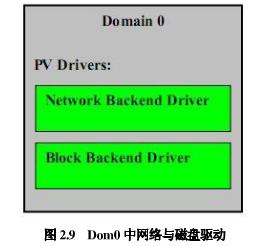 Domain 0
PV Drivers:
Network Backend Driver
Block Backend Driver
图 2.9 Dom0 中网络与磁盘驱动